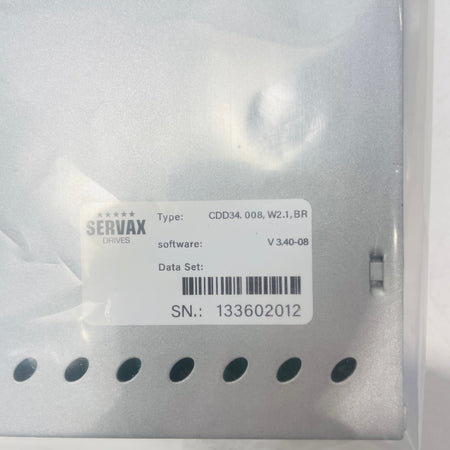 ★★★★★
SERVAX
DRIVES
Type: CDD34. 008, W2.1, BR
software: V 3.40-08
Data Set:
SN.: 133602012